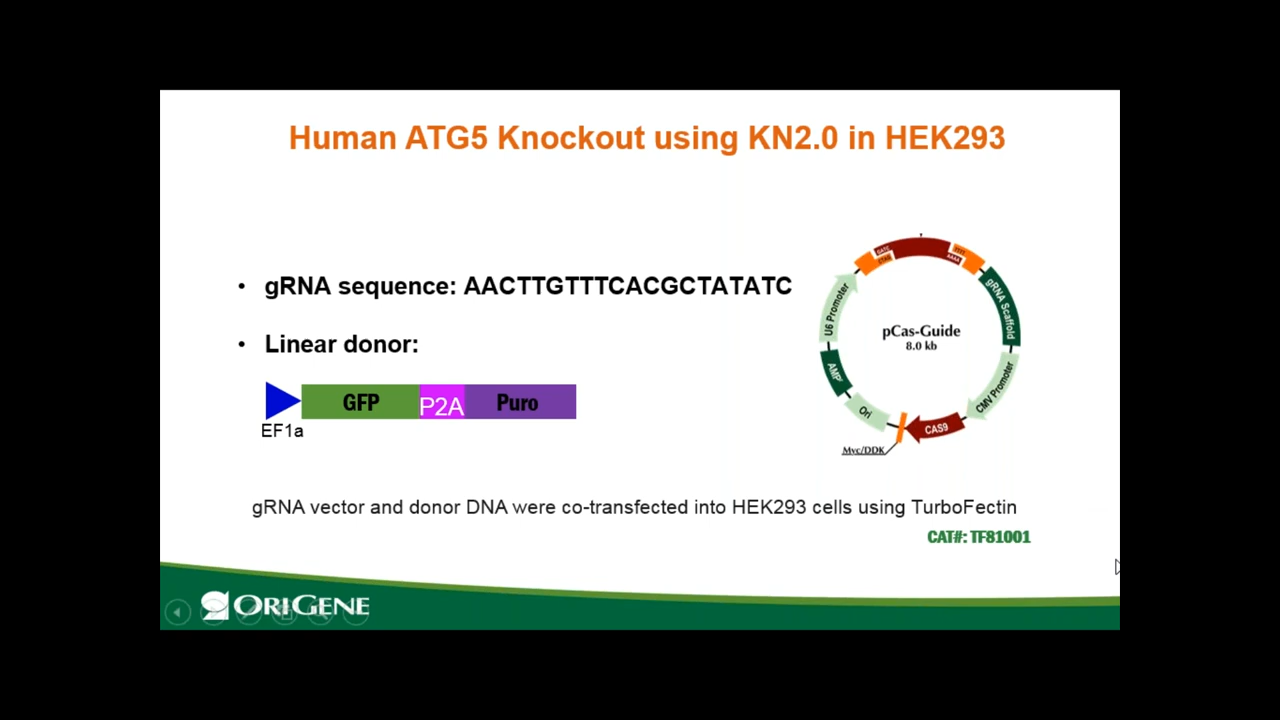 Human ATG5 Knockout using KN2.0 in HEK293
• gRNA sequence: AACTTGTTTCACGCTATATC
• Linear donor:
GFP P2A Puro
EF1a
gRNA Scaffold
CMV Promoter
CAS9
Myc/DDK
Ori
AMP
U6 Promoter
pCas-Guide
8.0 kb
gRNA vector and donor DNA were co-transfected into HEK293 cells using TurboFectin
CAT#: TF81001
ORIGENE